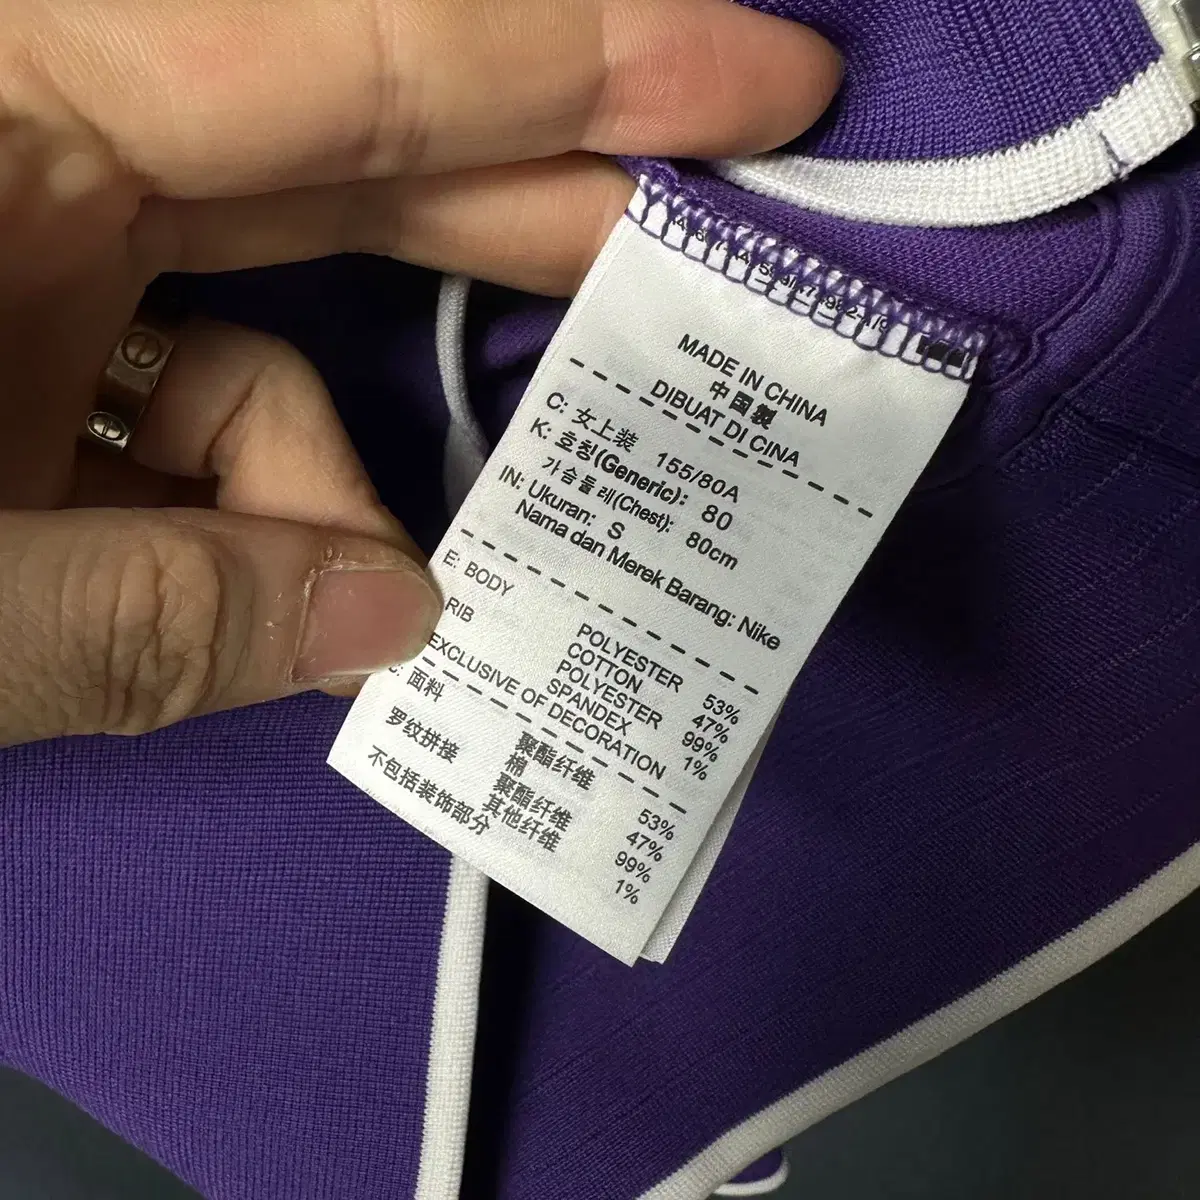 MADE IN CHINA
中国製
DIBUAT DI CINA
C: 女上装 155/80A
K: 호칭(Generic): 80
가슴둘레(Chest): 80cm
IN: Ukuran: S
Nama dan Merek Barang: Nike
E: BODY POLYESTER 53%
COTTON 47%
RIB POLYESTER 99%
SPANDEX 1%
EXCLUSIVE OF DECORATION
面料 聚酯纤维 53%
棉 47%
罗纹拼接 聚酯纤维 99%
其他纤维 1%
不包括装饰部分